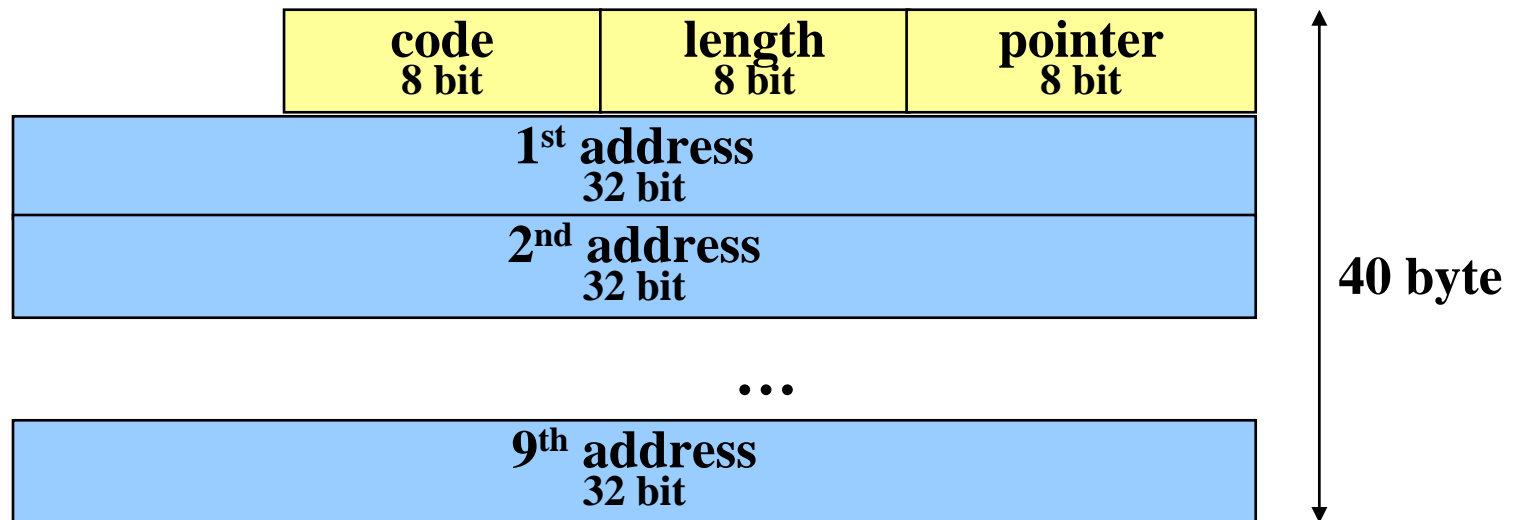 code length pointer
8 bit 8 bit 8 bit
1st address
32 bit
2nd address
32 bit
40 byte
...
9th address
32 bit